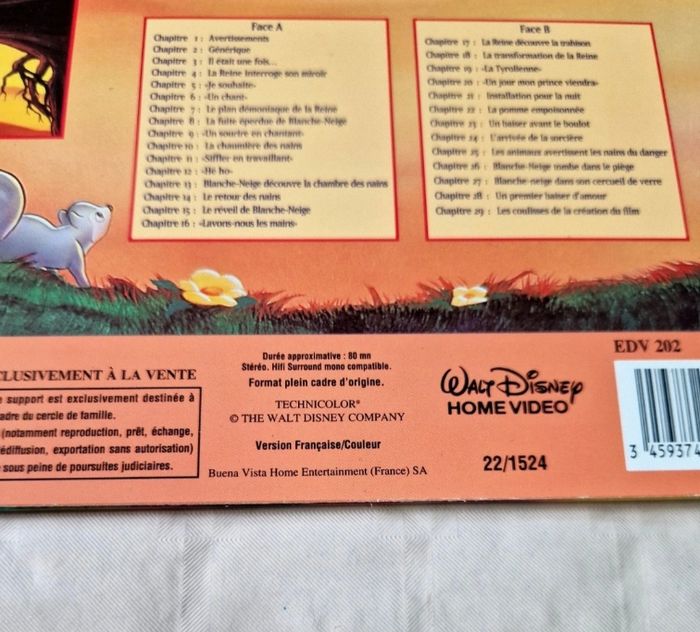 Face A
Chapitre 1 : Avertissements
Chapitre 2 : Générique
Chapitre 3 : Il était une fois...
Chapitre 4 : La Reine interroge son miroir
Chapitre 5 : «Je souhaite»
Chapitre 6 : «Un chant»
Chapitre 7 : Le plan démoniaque de la Reine
Chapitre 8 : La fuite éperdue de Blanche-Neige
Chapitre 9 : «Un sourire en chantant»
Chapitre 10 : La chaumière des nains
Chapitre 11 : «Siffler en travaillant»
Chapitre 12 : «Hé ho»
Chapitre 13 : Blanche-Neige découvre la chambre des nains
Chapitre 14 : Le retour des nains
Chapitre 15 : Le réveil de Blanche-Neige
Chapitre 16 : «Lavons-nous les mains»
Face B
Chapitre 17 : La Reine découvre la trahison
Chapitre 18 : La transformation de la Reine
Chapitre 19 : «La Tyrolienne»
Chapitre 20 : «Un jour mon prince viendra»
Chapitre 21 : Installation pour la nuit
Chapitre 22 : La pomme empoisonnée
Chapitre 23 : Un baiser avant le boulot
Chapitre 24 : L'arrivée de la sorcière
Chapitre 25 : Les animaux avertissent les nains du danger
Chapitre 26 : Blanche-Neige tombe dans le piège
Chapitre 27 : Blanche-neige dans son cercueil de verre
Chapitre 28 : Un premier baiser d'amour
Chapitre 29 : Les coulisses de la création du film
CLUSIVEMENT À LA VENTE
support est exclusivement destinée à
adre du cercle de famille.
(notamment reproduction, prêt, échange,
édiffusion, exportation sans autorisation)
sous peine de poursuites judiciaires.
Durée approximative : 80 mn
Stéréo. Hifi Surround mono compatible.
Format plein cadre d'origine.
TECHNICOLOR®
© THE WALT DISNEY COMPANY
Version Française/Couleur
Buena Vista Home Entertainment (France) SA
WALT DISNEY
HOME VIDEO
22/1524
EDV 202
3 459374